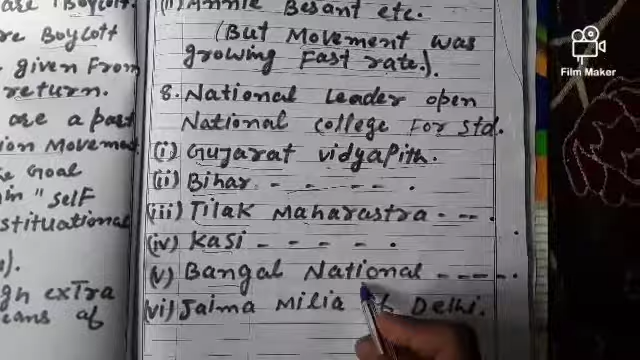 are Boycott.
re Boycott
given From
return.
are a past
ion Movement
e Goal
in "self
stitutional
).
gh extra
eans of
(ii) Annie Besant etc.
(But Movement was
growing Fast rate.).
8. National Leader open
National college For std.
(i) Gujarat vidyapith.
(ii) Bihar - - - - .
(iii) Tilak Maharastra - - - .
(iv) Kasi - - - - - .
(v) Bangal National - - - - - .
(vi) Jaima Milia Delhi.
Film Maker